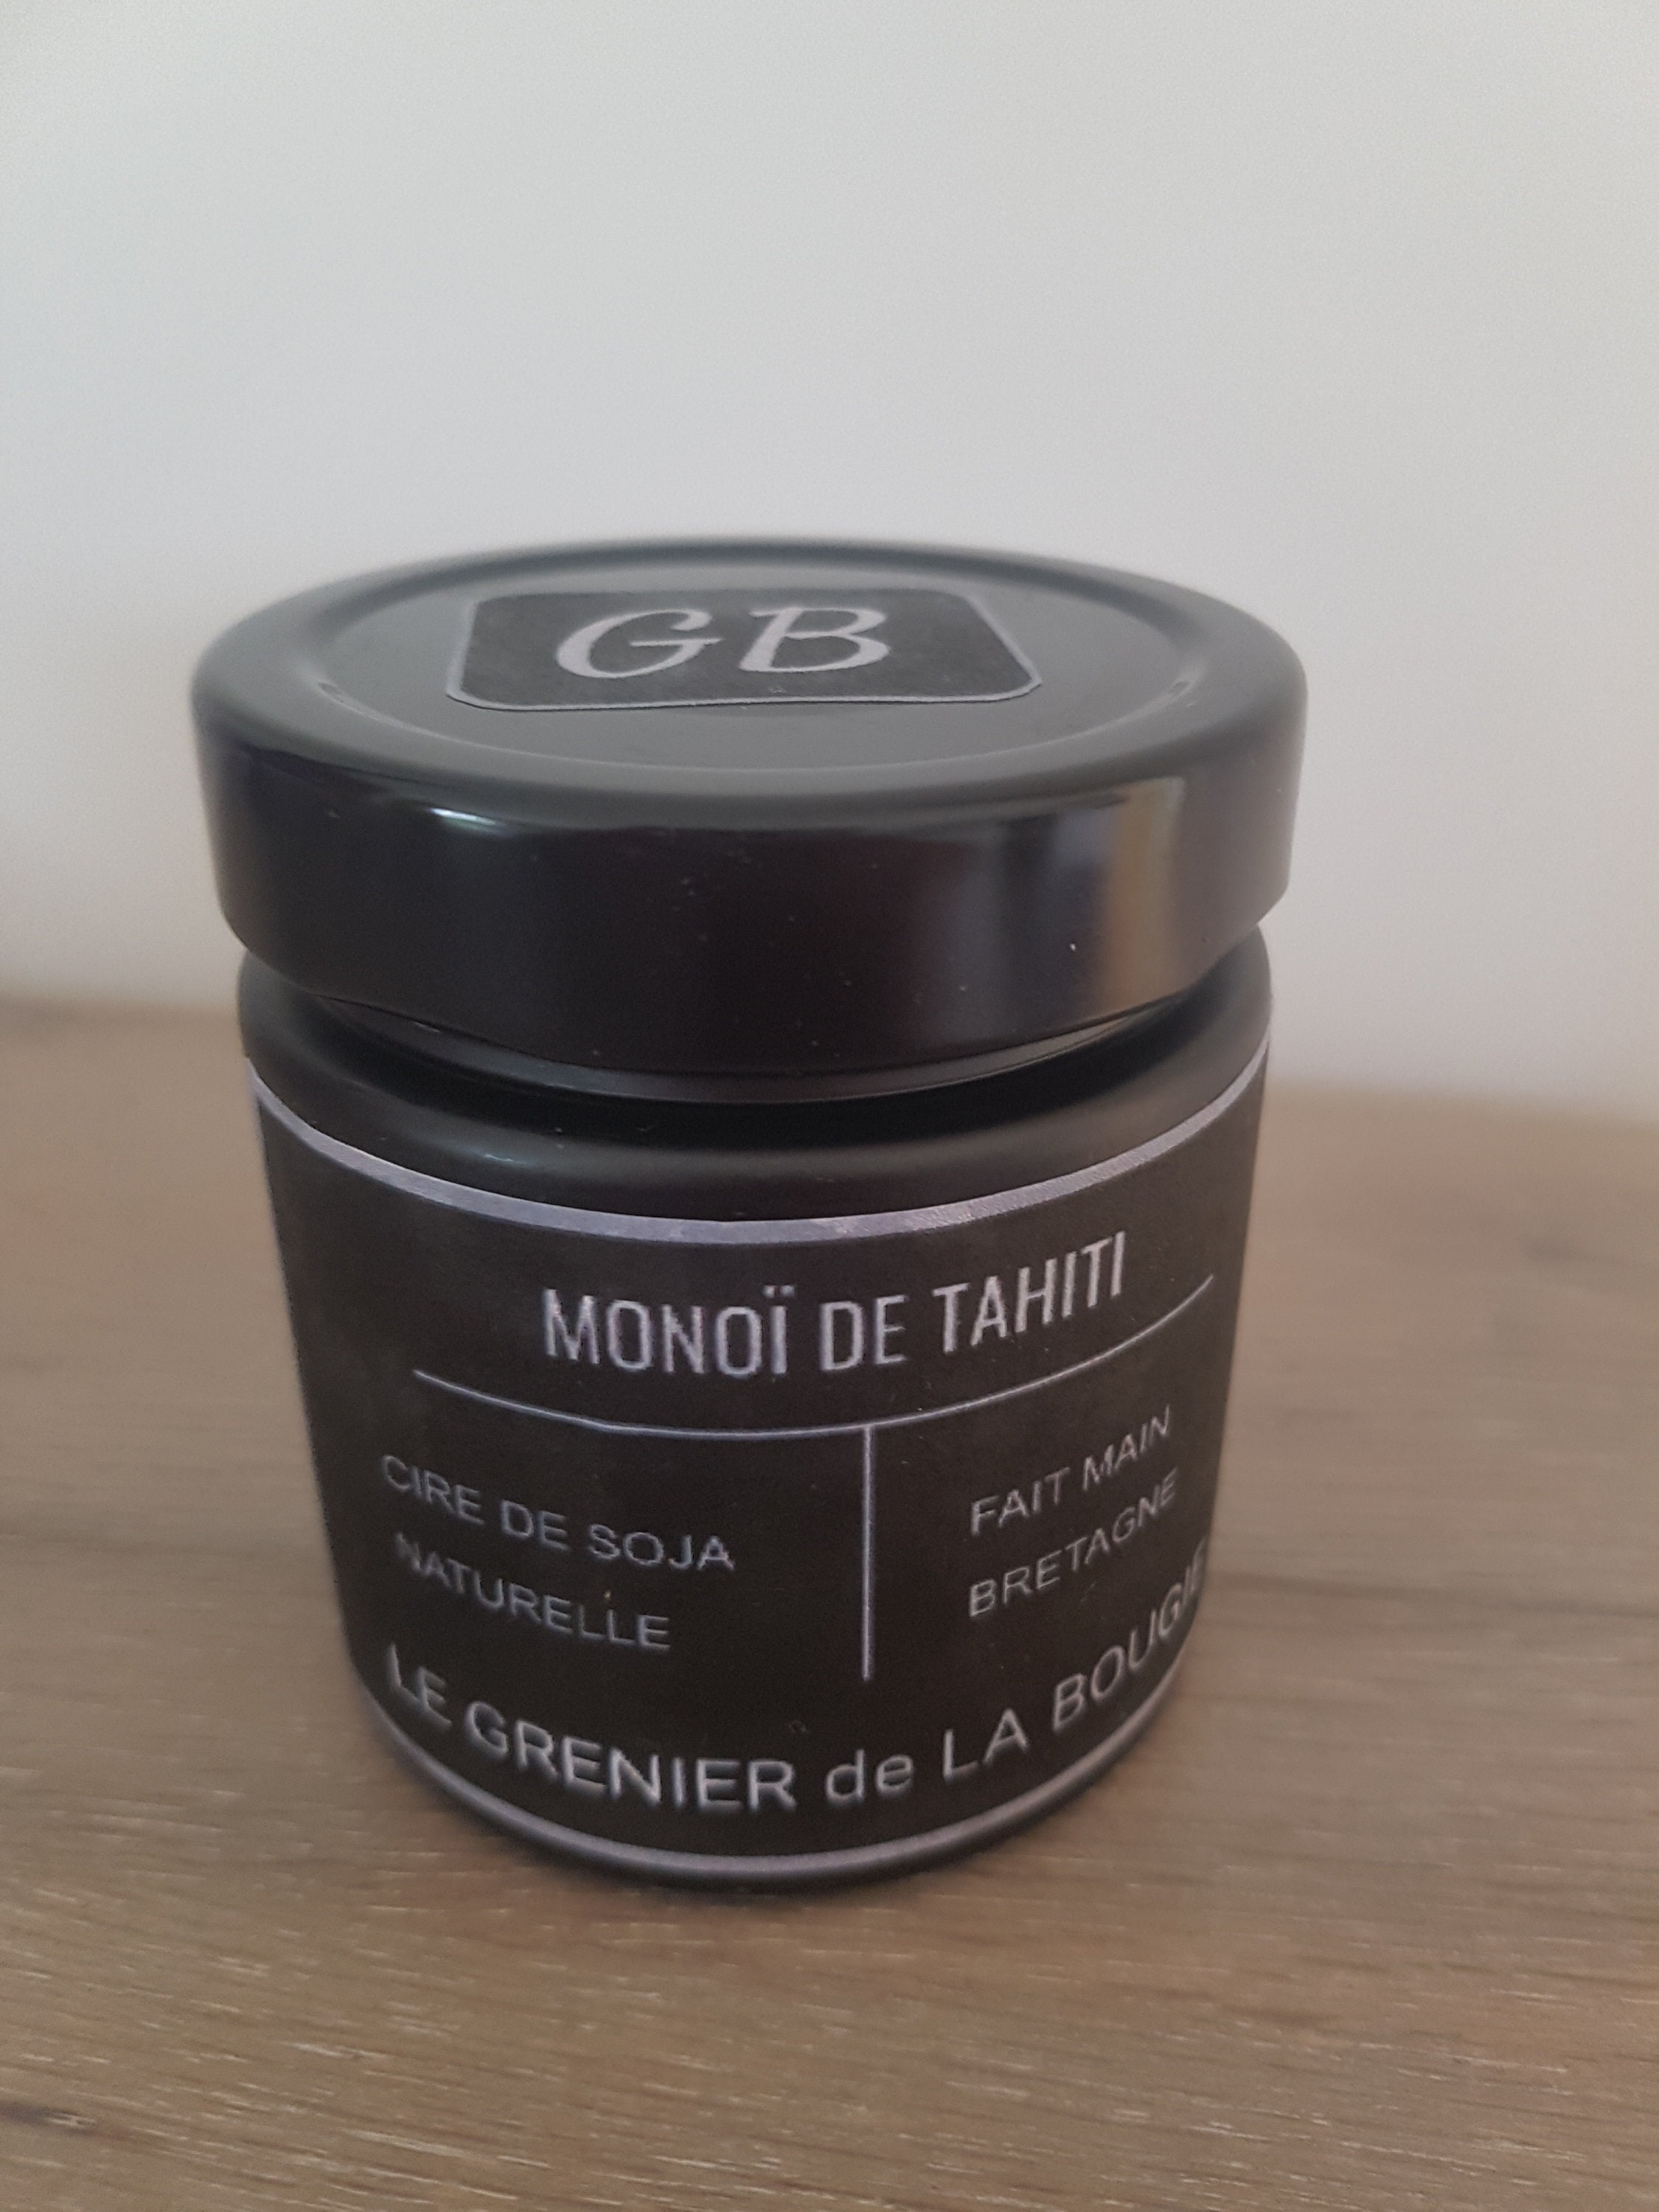 GB
MONOÏ DE TAHITI
CIRE DE SOJA
NATURELLE
FAIT MAIN
BRETAGNE
LE GRENIER de LA BOUGIE